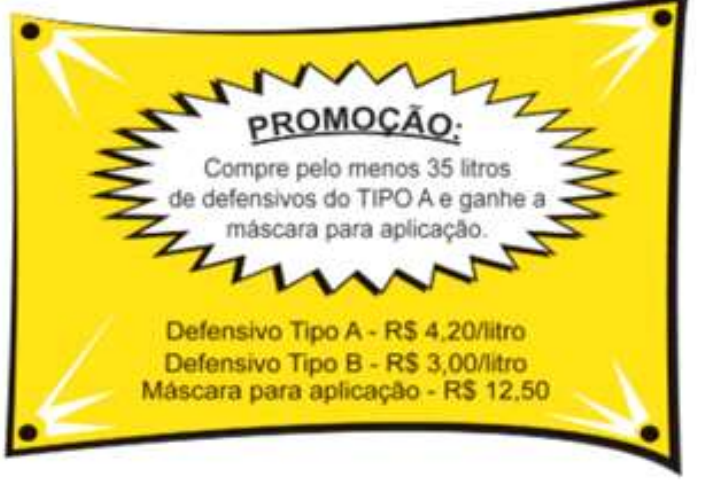 PROMOÇÃO:
Compre pelo menos 35 litros
de defensivos do TIPO A e ganhe a
máscara para aplicação.
Defensivo Tipo A - R$ 4,20/litro
Defensivo Tipo B - R$ 3,00/litro
Máscara para aplicação - R$ 12,50